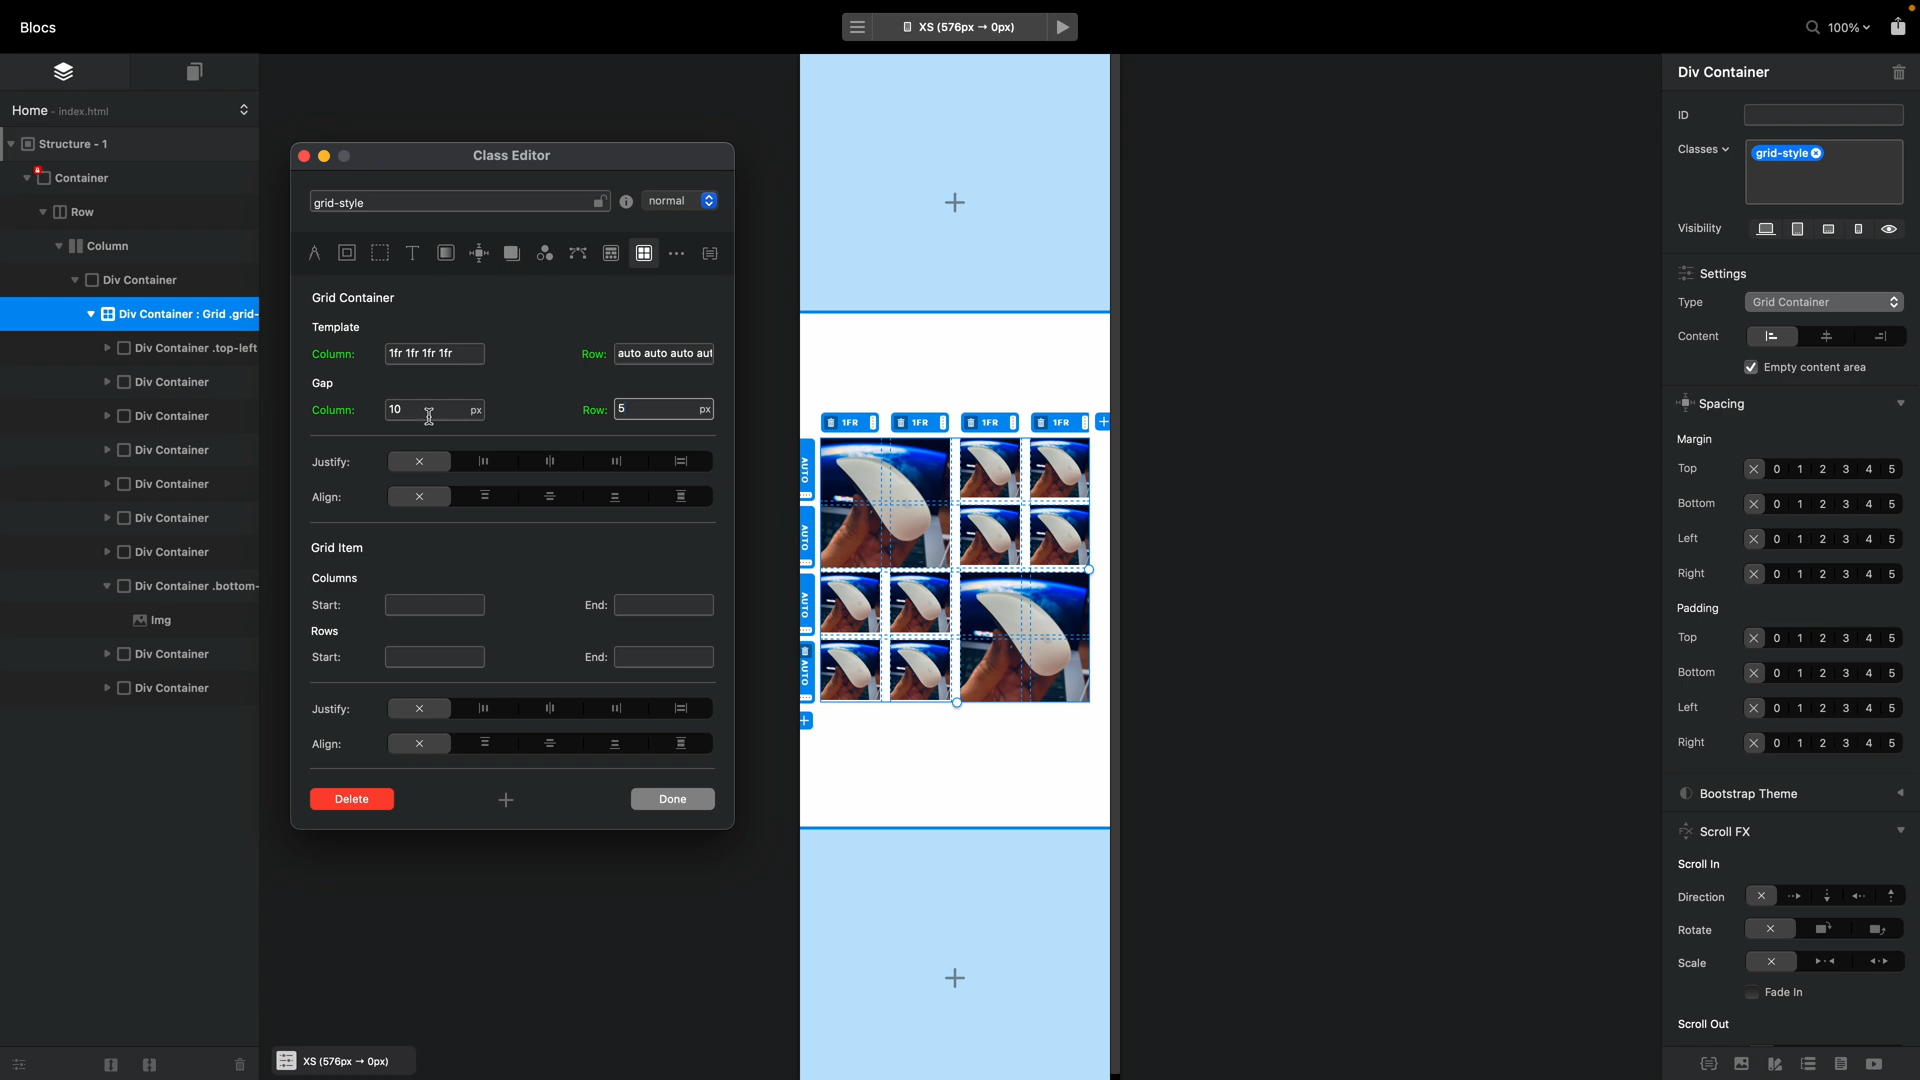 Blocs
XS (576px → 0px)
100%
Home - index.html
Structure - 1
Container
Row
Column
Div Container
Div Container : Grid .grid-
Div Container .top-left
Div Container
Div Container
Div Container
Div Container
Div Container
Div Container
Div Container .bottom-
Img
Div Container
Div Container
Class Editor
grid-style
normal
Grid Container
Template
Column: 1fr 1fr 1fr 1fr Row: auto auto auto aut
Gap
Column: 10 px Row: 5 px
Justify:
Align:
Grid Item
Columns
Start: End:
Rows
Start: End:
Justify:
Align:
Delete
Done
XS (576px → 0px)
1FR 1FR 1FR 1FR
AUTO
AUTO
AUTO
AUTO
Div Container
ID
Classes grid-style
Visibility
Settings
Type Grid Container
Content
Empty content area
Spacing
Margin
Top 0 1 2 3 4 5
Bottom 0 1 2 3 4 5
Left 0 1 2 3 4 5
Right 0 1 2 3 4 5
Padding
Top 0 1 2 3 4 5
Bottom 0 1 2 3 4 5
Left 0 1 2 3 4 5
Right 0 1 2 3 4 5
Bootstrap Theme
Scroll FX
Scroll In
Direction
Rotate
Scale
Fade In
Scroll Out